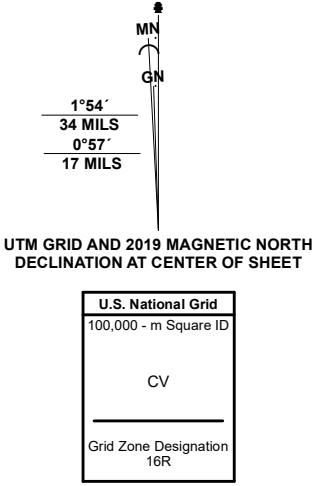 MN
GN
1°54´
34 MILS
0°57´
17 MILS
UTM GRID AND 2019 MAGNETIC NORTH
DECLINATION AT CENTER OF SHEET
U.S. National Grid
100,000 - m Square ID
CV
Grid Zone Designation
16R